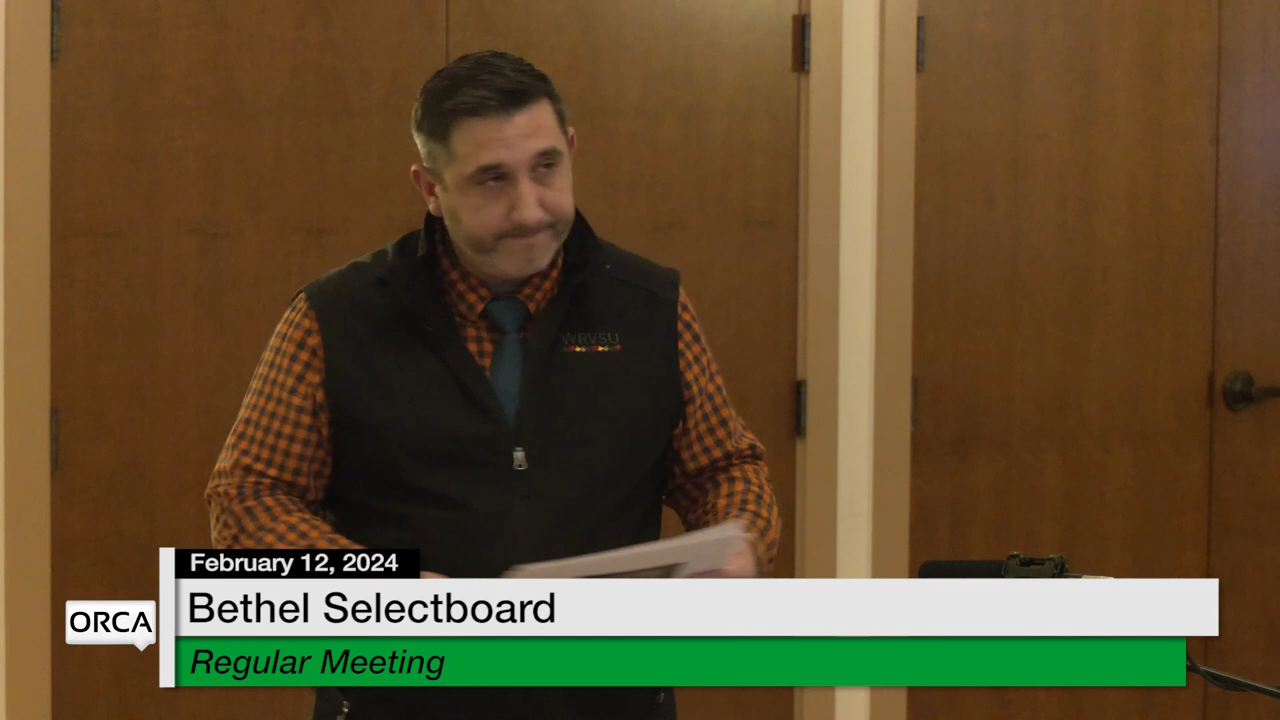 WRVSU
February 12, 2024
Bethel Selectboard
ORCA
Regular Meeting